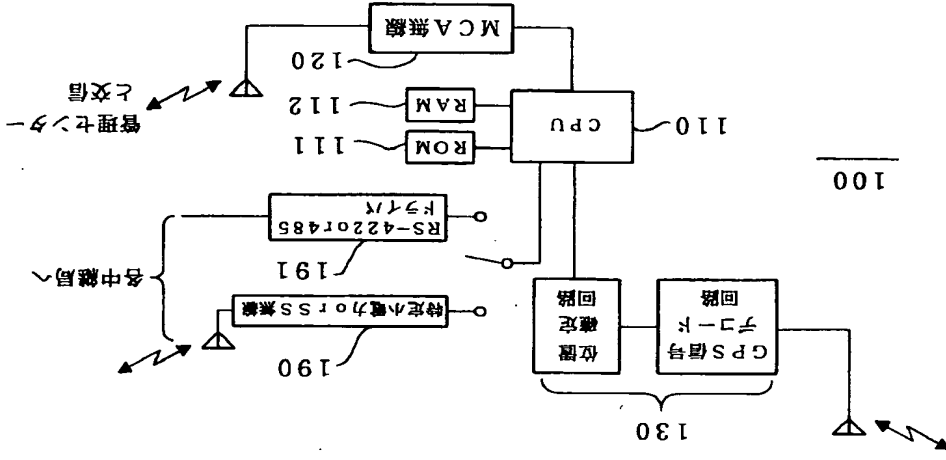 100
130
GPS信号
デコード
回路
位置
確定
回路
190
特定小電力orSS無線
各中離局へ
191
RS-422or485
ドライバ
110
CPU
111
ROM
112
RAM
120
MCA無線
管理センター
と交信